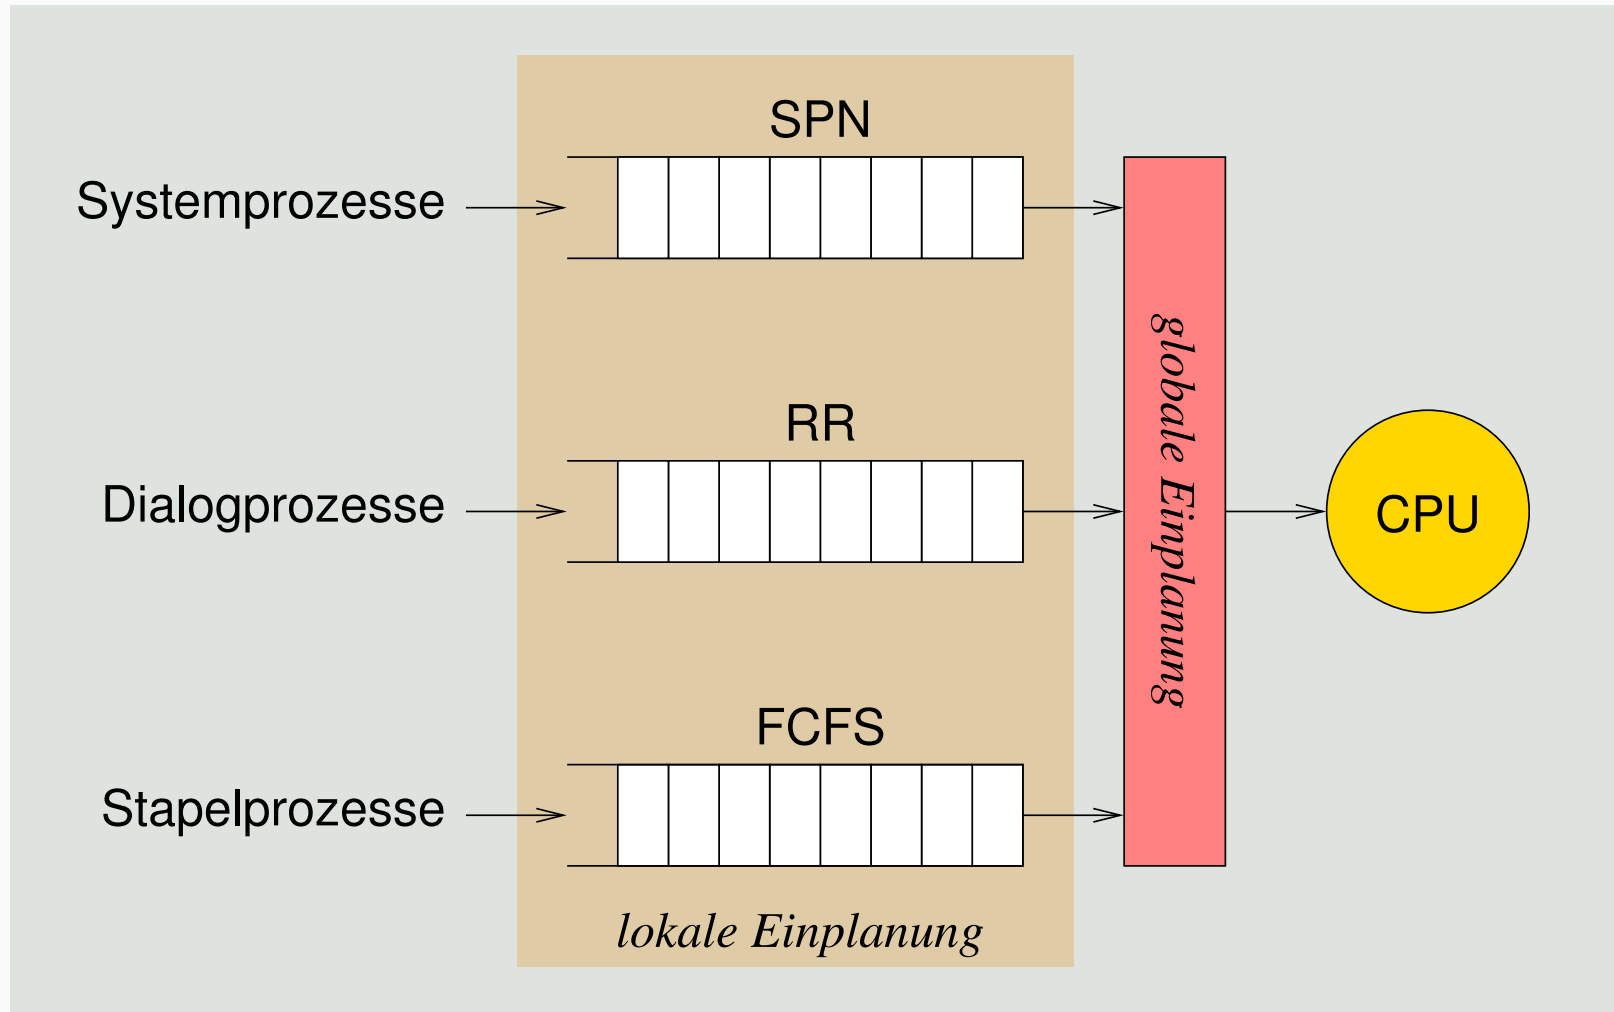 SPN
Systemprozesse
RR
Dialogprozesse
globale Einplanung
CPU
FCFS
Stapelprozesse
lokale Einplanung